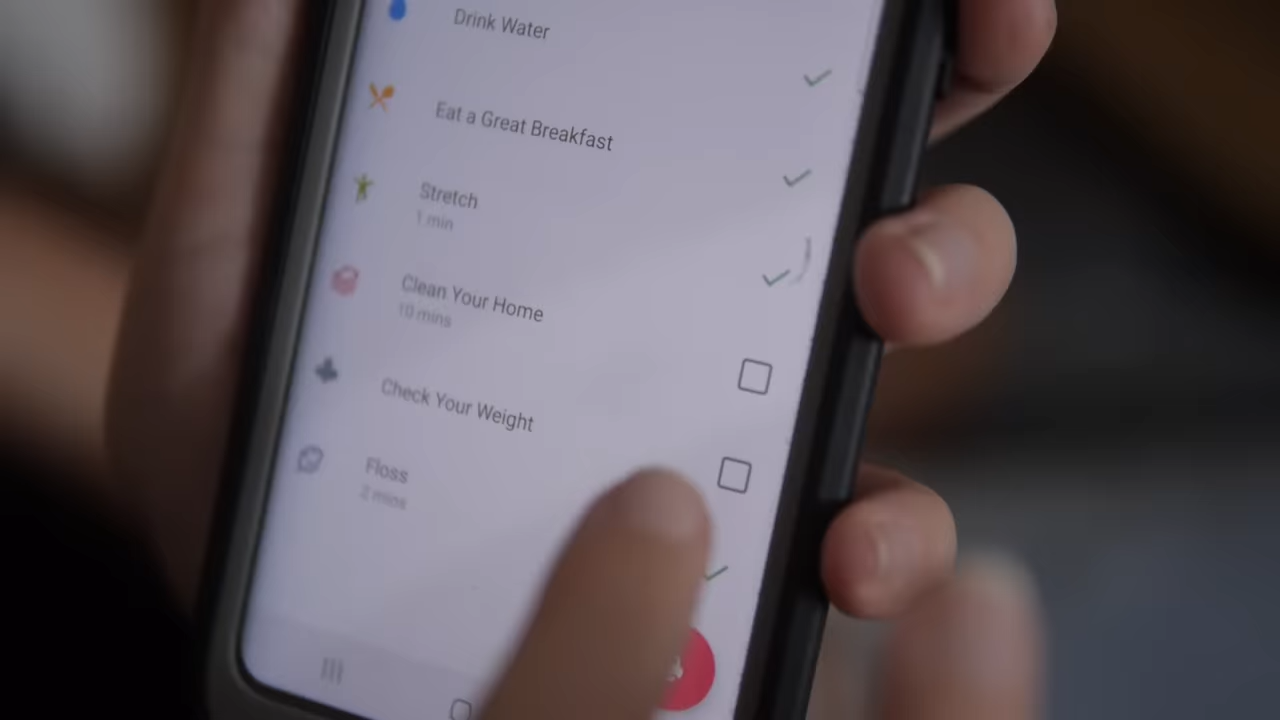 Drink Water
Eat a Great Breakfast
Stretch
1 min
Clean Your Home
10 mins
Check Your Weight
Floss
2 mins